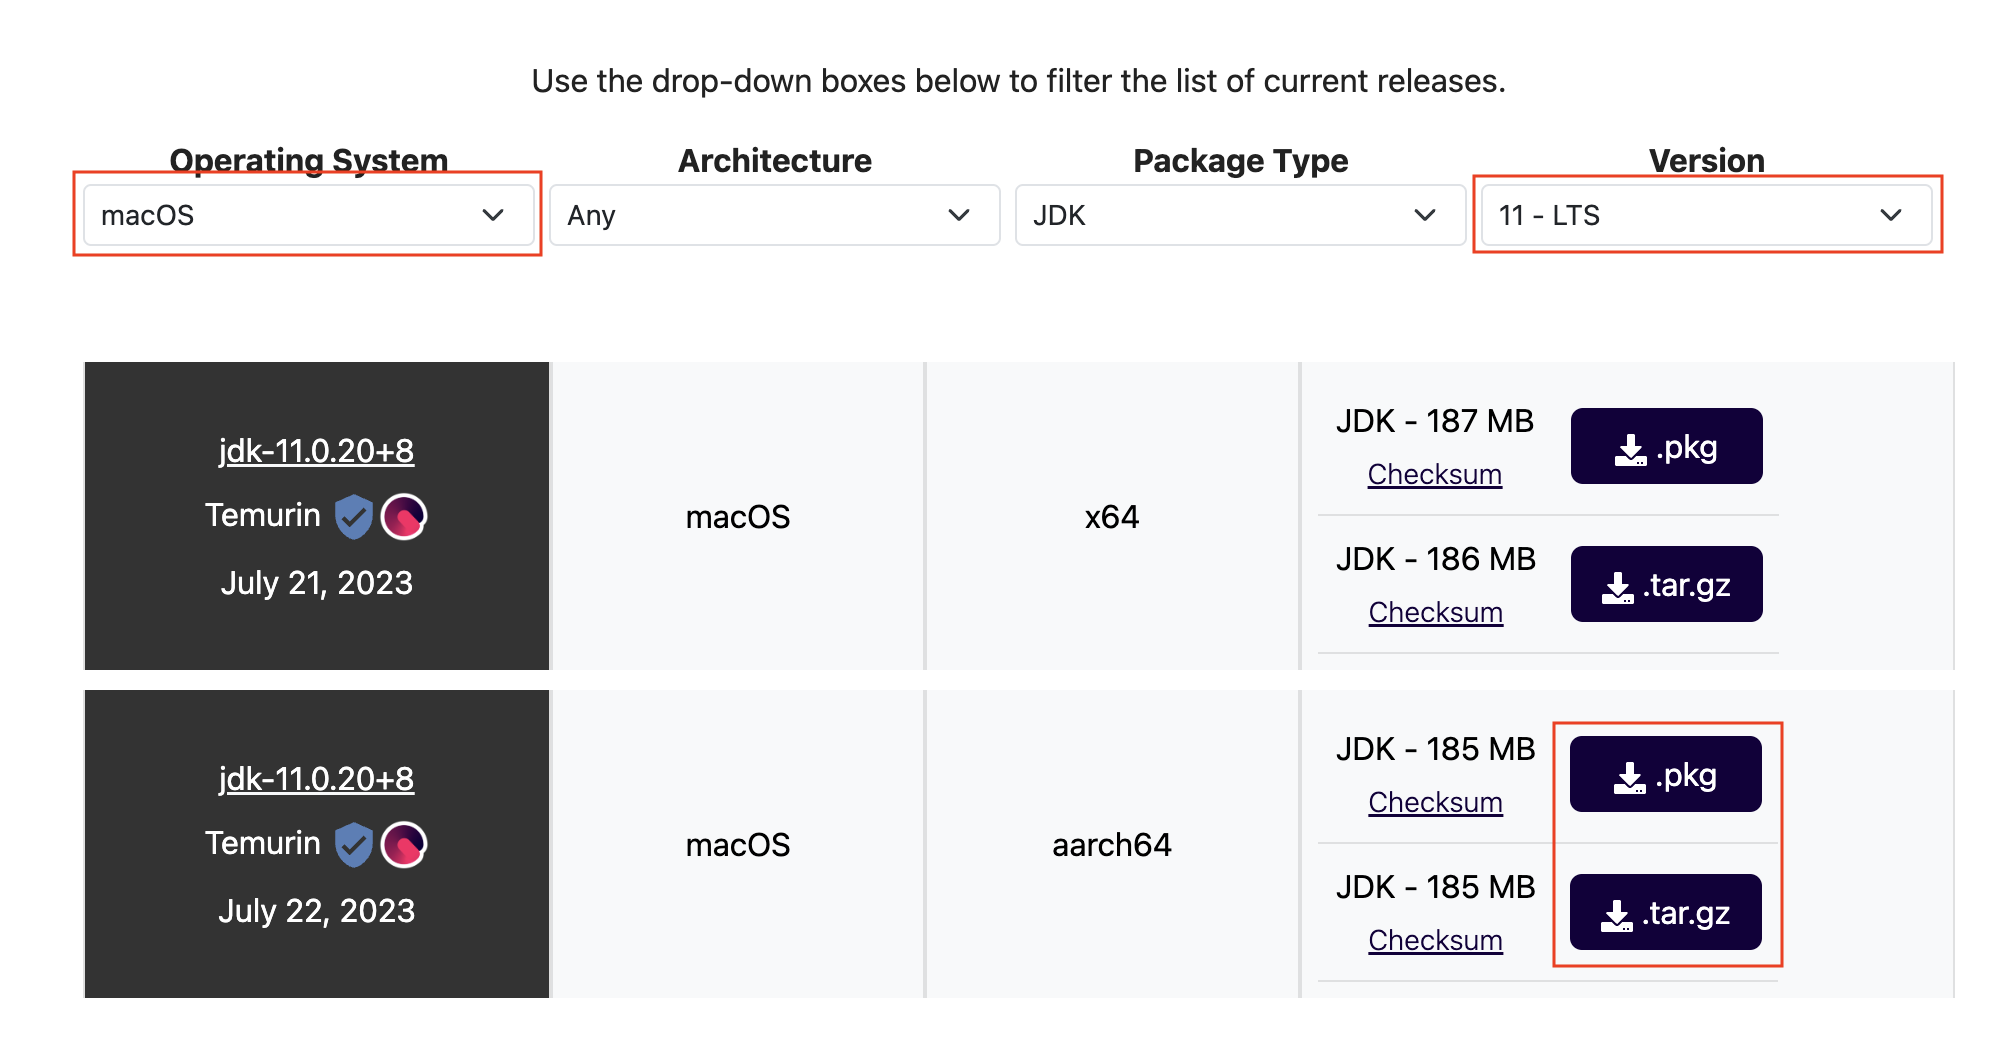 Use the drop-down boxes below to filter the list of current releases.
Operating System Architecture Package Type Version
macOS Any JDK 11 - LTS
jdk-11.0.20+8
Temurin
July 21, 2023
macOS
x64
JDK - 187 MB
Checksum
.pkg
JDK - 186 MB
Checksum
.tar.gz
jdk-11.0.20+8
Temurin
July 22, 2023
macOS
aarch64
JDK - 185 MB
Checksum
.pkg
JDK - 185 MB
Checksum
.tar.gz